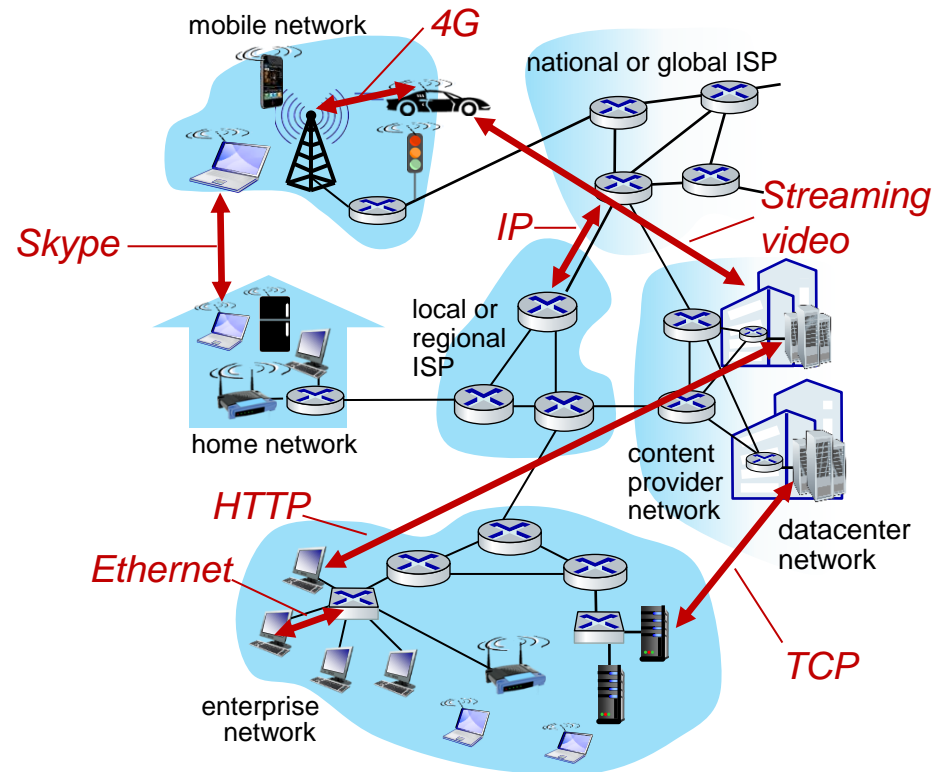 mobile network
4G
national or global ISP
Skype
IP
Streaming
video
local or
regional
ISP
home network
content
provider
network
datacenter
network
HTTP
Ethernet
TCP
enterprise
network